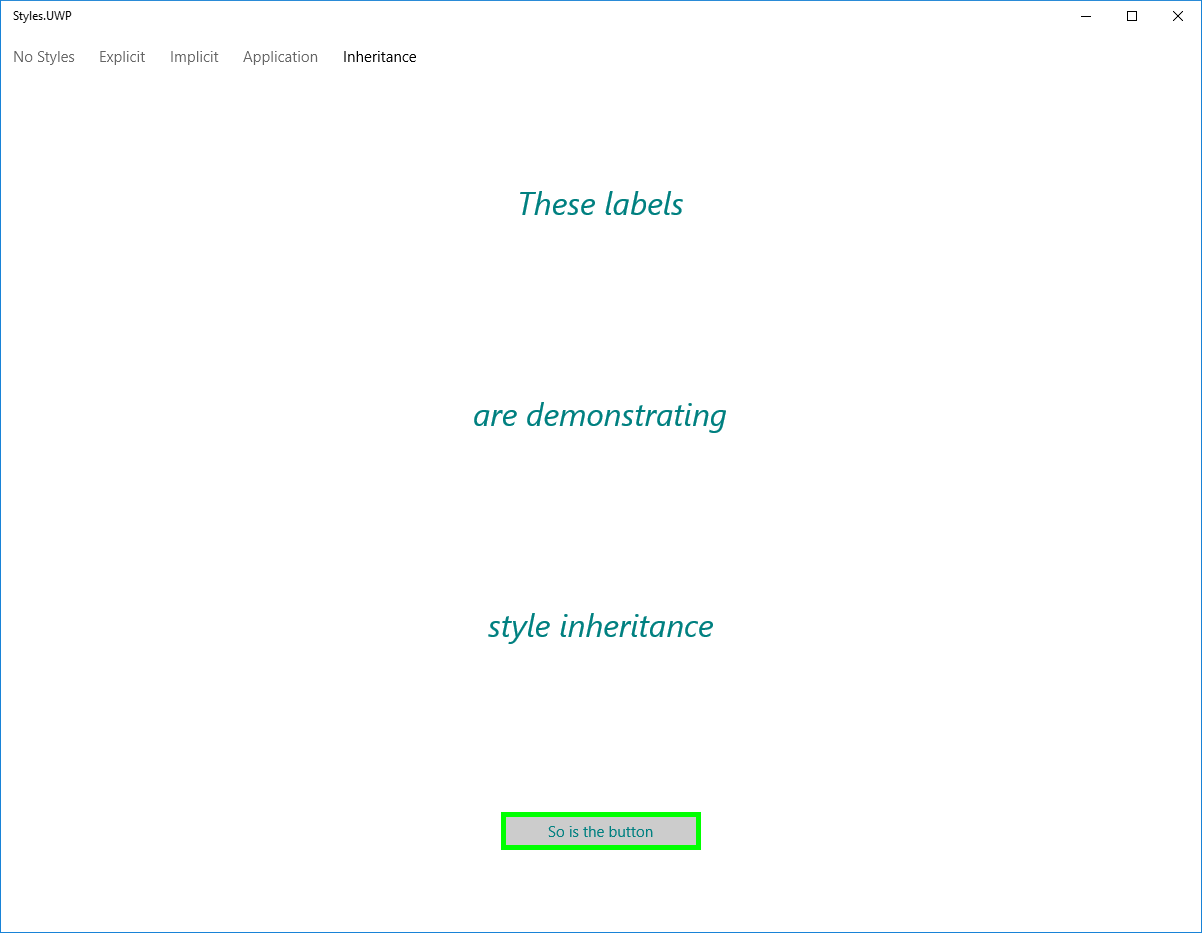 Styles.UWP
No Styles Explicit Implicit Application Inheritance
These labels
are demonstrating
style inheritance
So is the button